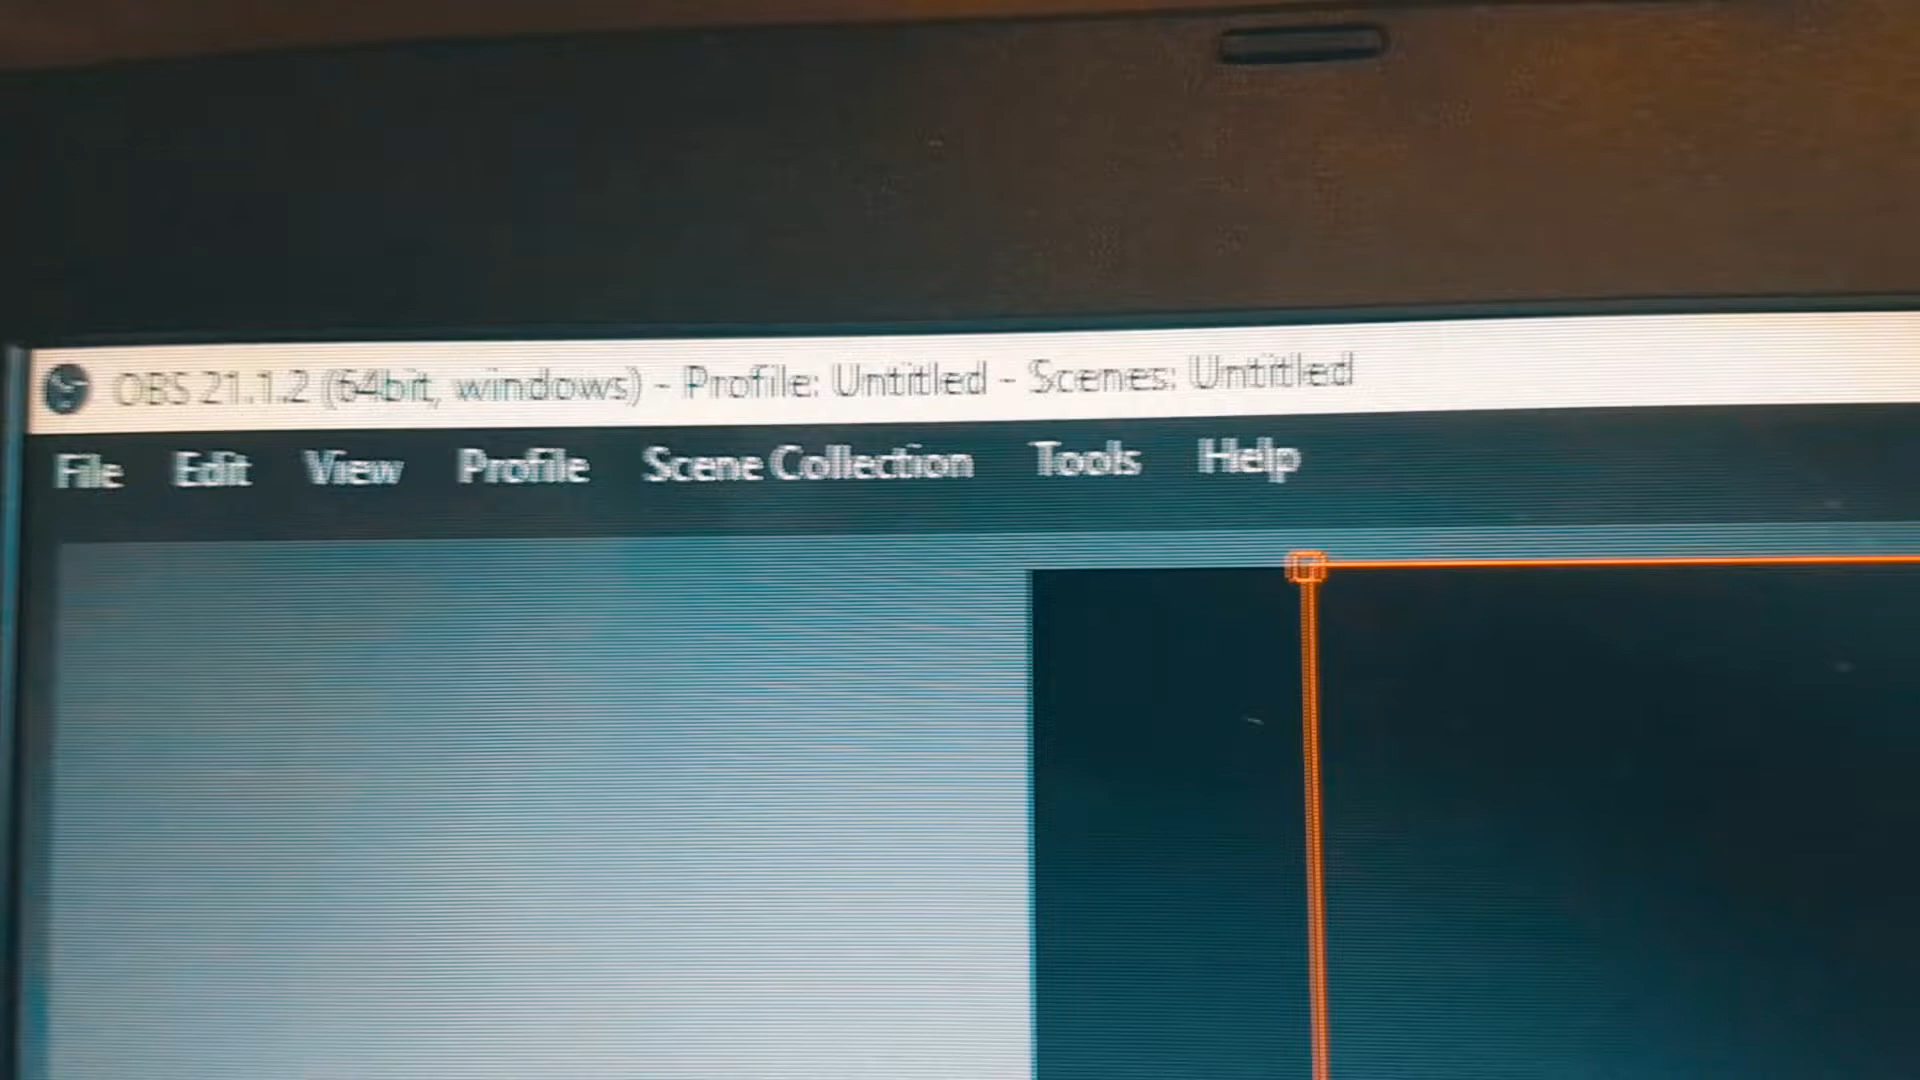 OBS 21.1.2 (64bit, windows) - Profile: Untitled - Scenes: Untitled
File Edit View Profile Scene Collection Tools Help